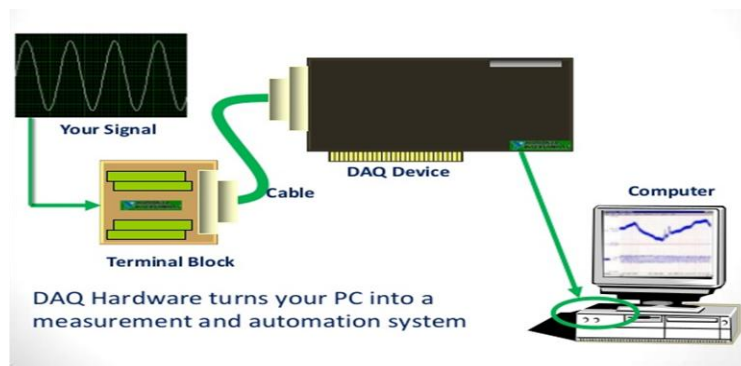 Your Signal
DAQ Device
Cable
Computer
Terminal Block
DAQ Hardware turns your PC into a
measurement and automation system